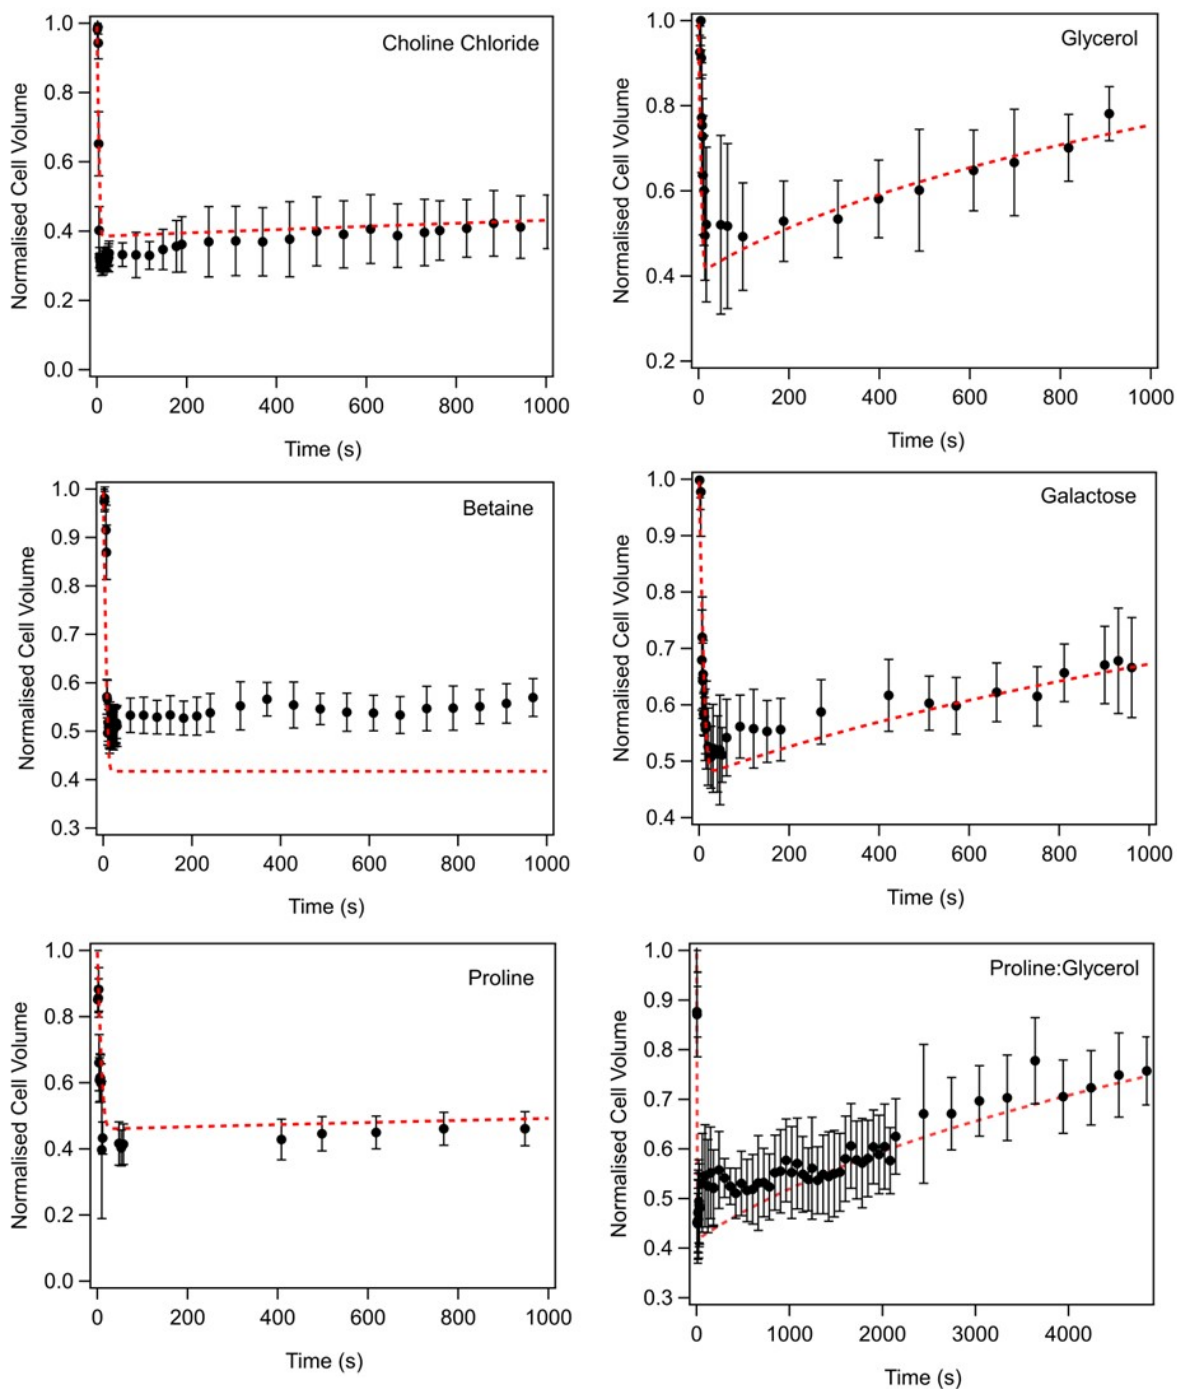 Choline Chloride
Normalised Cell Volume
1.0
0.8
0.6
0.4
0.2
0.0
0 200 400 600 800 1000
Time (s)
Glycerol
Normalised Cell Volume
1.0
0.8
0.6
0.4
0.2
0 200 400 600 800 1000
Time (s)
Betaine
Normalised Cell Volume
1.0
0.9
0.8
0.7
0.6
0.5
0.4
0.3
0 200 400 600 800 1000
Time (s)
Galactose
Normalised Cell Volume
1.0
0.9
0.8
0.7
0.6
0.5
0.4
0 200 400 600 800 1000
Time (s)
Proline
Normalised Cell Volume
1.0
0.8
0.6
0.4
0.2
0.0
0 200 400 600 800 1000
Time (s)
Proline:Glycerol
Normalised Cell Volume
1.0
0.9
0.8
0.7
0.6
0.5
0.4
0.3
0 1000 2000 3000 4000
Time (s)